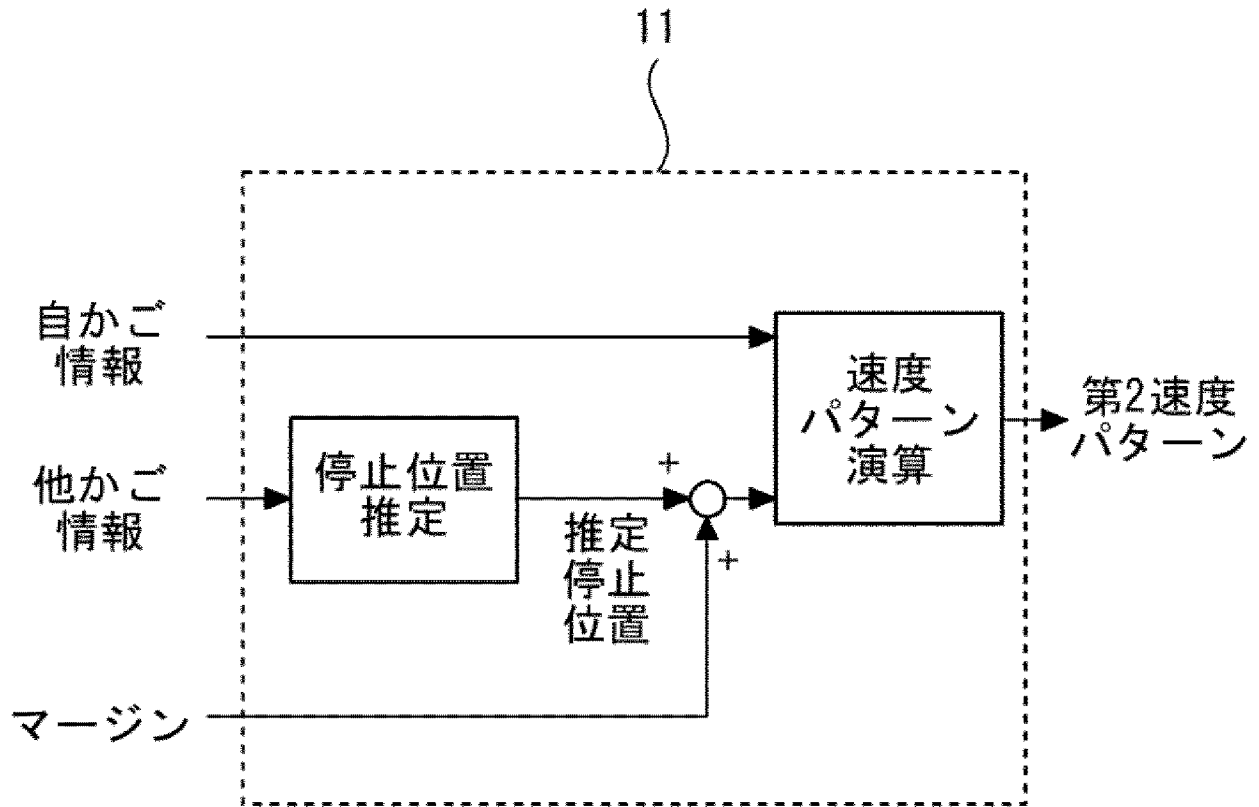 11
自かご
情報
他かご
情報
マージン
停止位置
推定
+
推定
停止
位置
+
速度
パターン
演算
第2速度
パターン